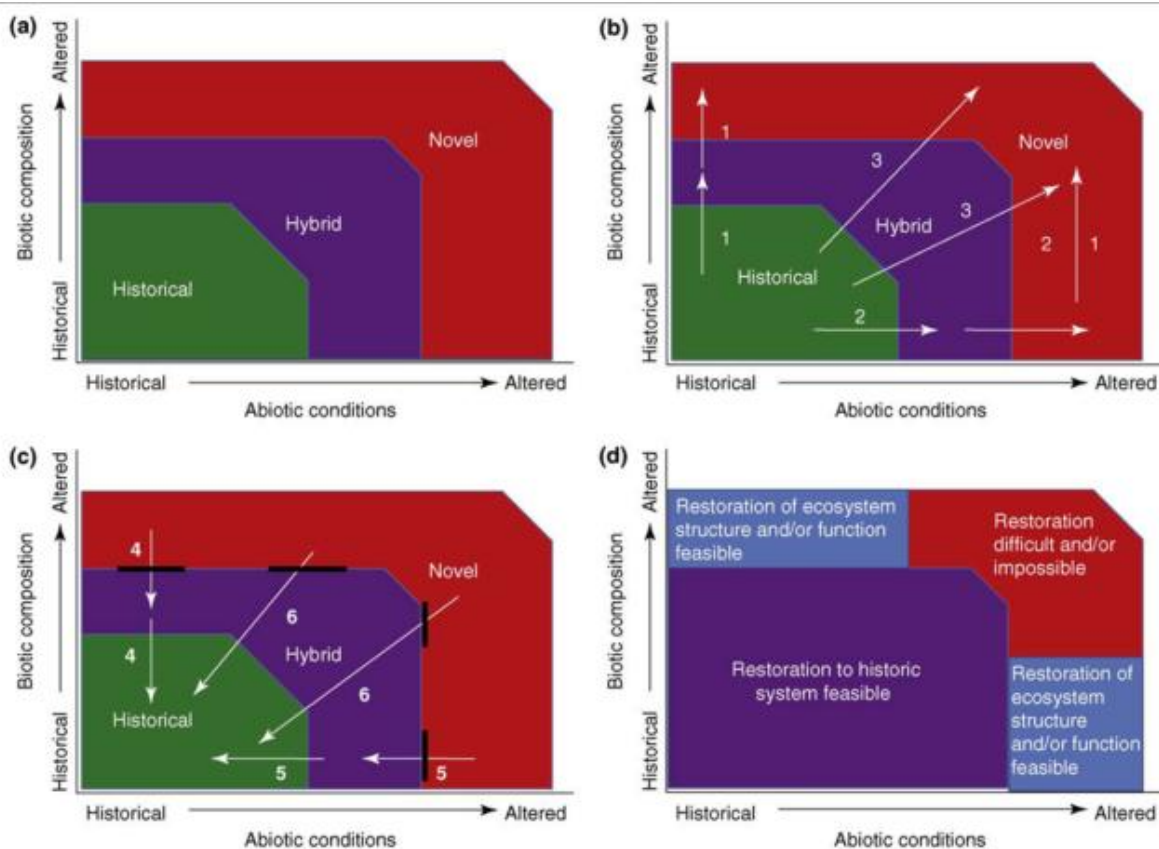 (a)
Altered
Biotic composition
Historical
Novel
Hybrid
Historical
Historical
Altered
Abiotic conditions
(b)
Altered
Biotic composition
Historical
1
3
Novel
Hybrid
3
1
2
1
Historical
2
Historical
Altered
Abiotic conditions
(c)
Altered
Biotic composition
Historical
4
Novel
6
4
Hybrid
6
Historical
5
5
Historical
Altered
Abiotic conditions
(d)
Altered
Biotic composition
Historical
Restoration of ecosystem
structure and/or function
feasible
Restoration
difficult and/or
impossible
Restoration to historic
system feasible
Restoration of
ecosystem
structure
and/or function
feasible
Historical
Altered
Abiotic conditions